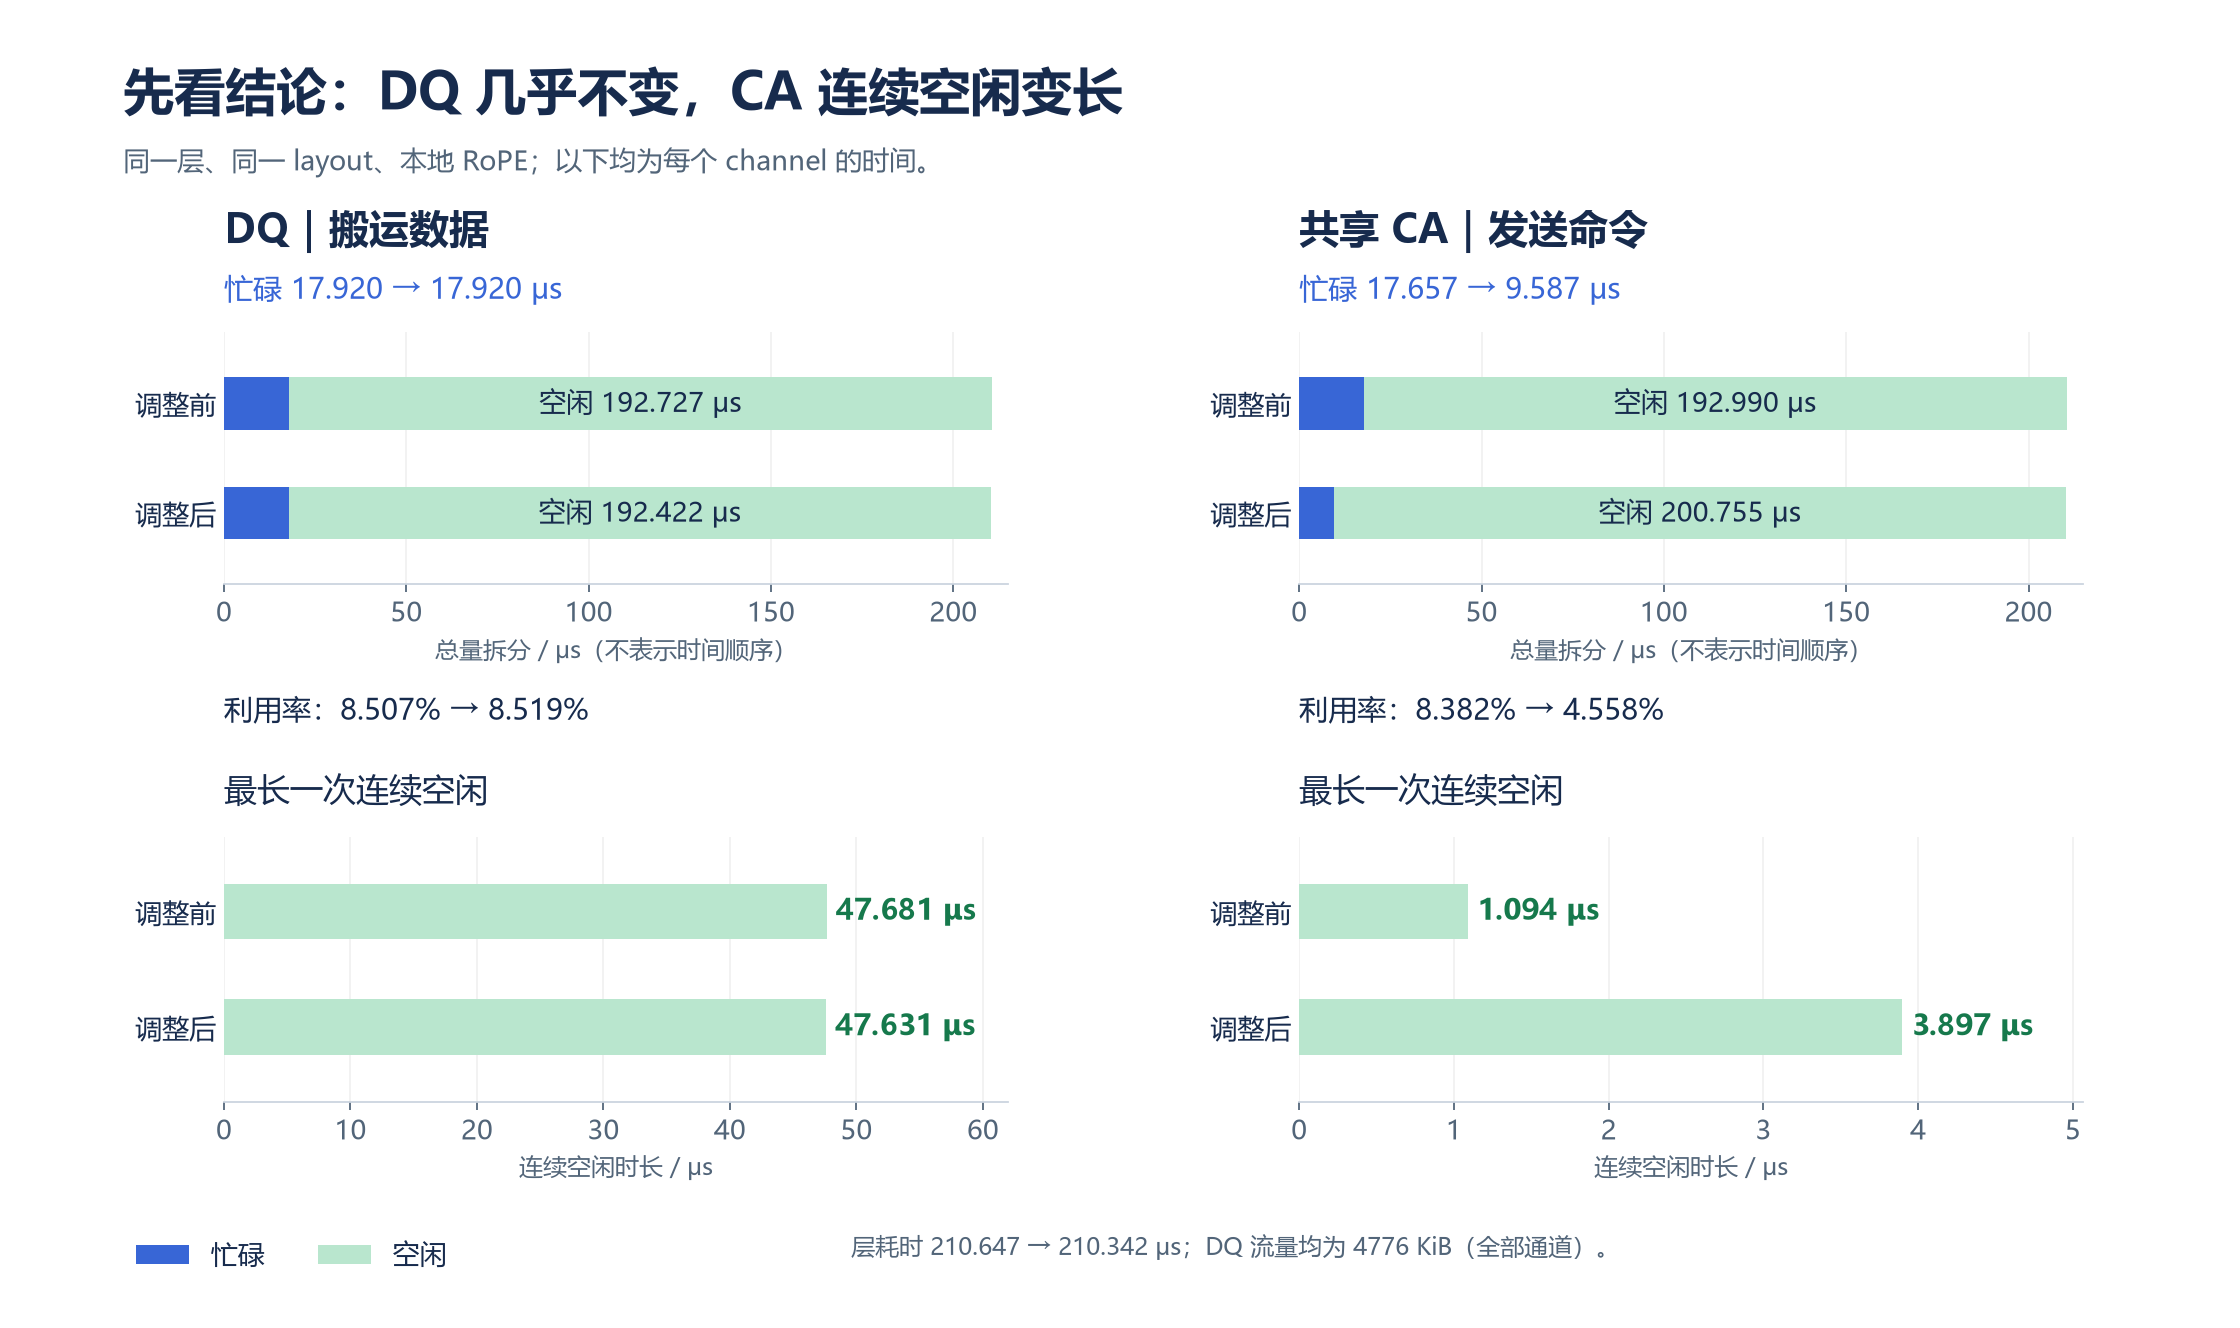 先看结论：DQ 几乎不变，CA 连续空闲变长
同一层、同一 layout、本地 RoPE；以下均为每个 channel 的时间。
DQ｜搬运数据
忙碌 17.920 → 17.920 µs
调整前
空闲 192.727 µs
调整后
空闲 192.422 µs
0 50 100 150 200
总量拆分 / µs（不表示时间顺序）
利用率：8.507% → 8.519%
最长一次连续空闲
调整前
47.681 µs
调整后
47.631 µs
0 10 20 30 40 50 60
连续空闲时长 / µs
共享 CA｜发送命令
忙碌 17.657 → 9.587 µs
调整前
空闲 192.990 µs
调整后
空闲 200.755 µs
0 50 100 150 200
总量拆分 / µs（不表示时间顺序）
利用率：8.382% → 4.558%
最长一次连续空闲
调整前
1.094 µs
调整后
3.897 µs
0 1 2 3 4 5
连续空闲时长 / µs
忙碌 空闲
层耗时 210.647 → 210.342 µs；DQ 流量均为 4776 KiB（全部通道）。